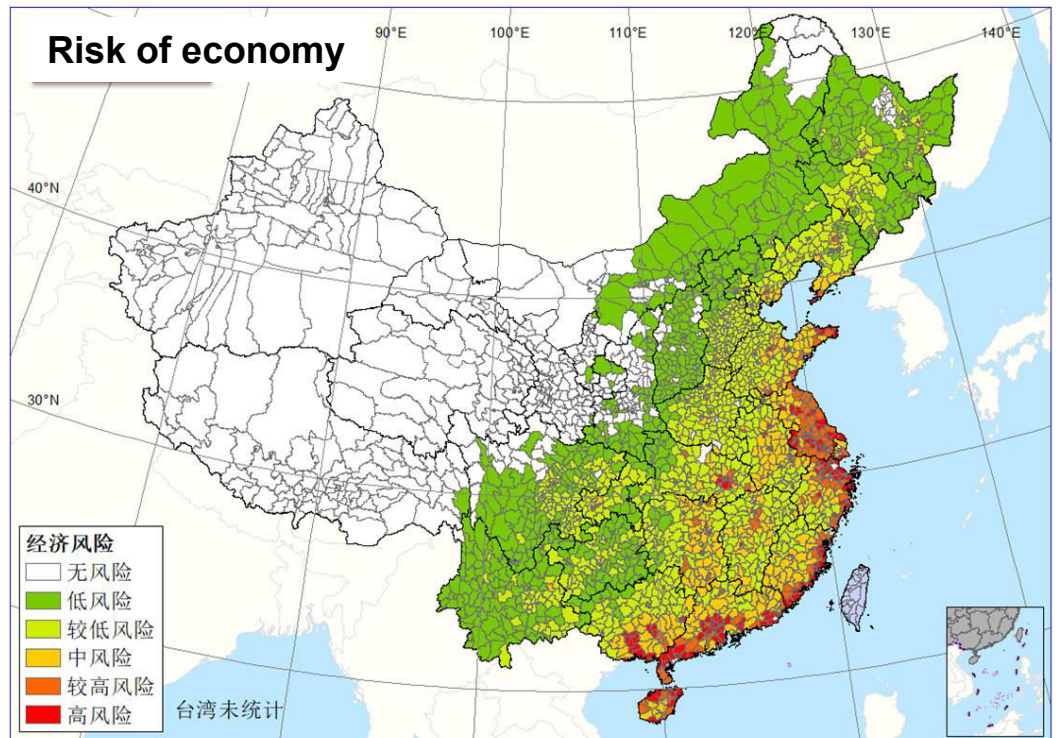 Risk of economy
90°E
100°E
110°E
120°E
130°E
140°E
40°N
30°N
经济风险
无风险
低风险
较低风险
中风险
较高风险
高风险
台湾未统计